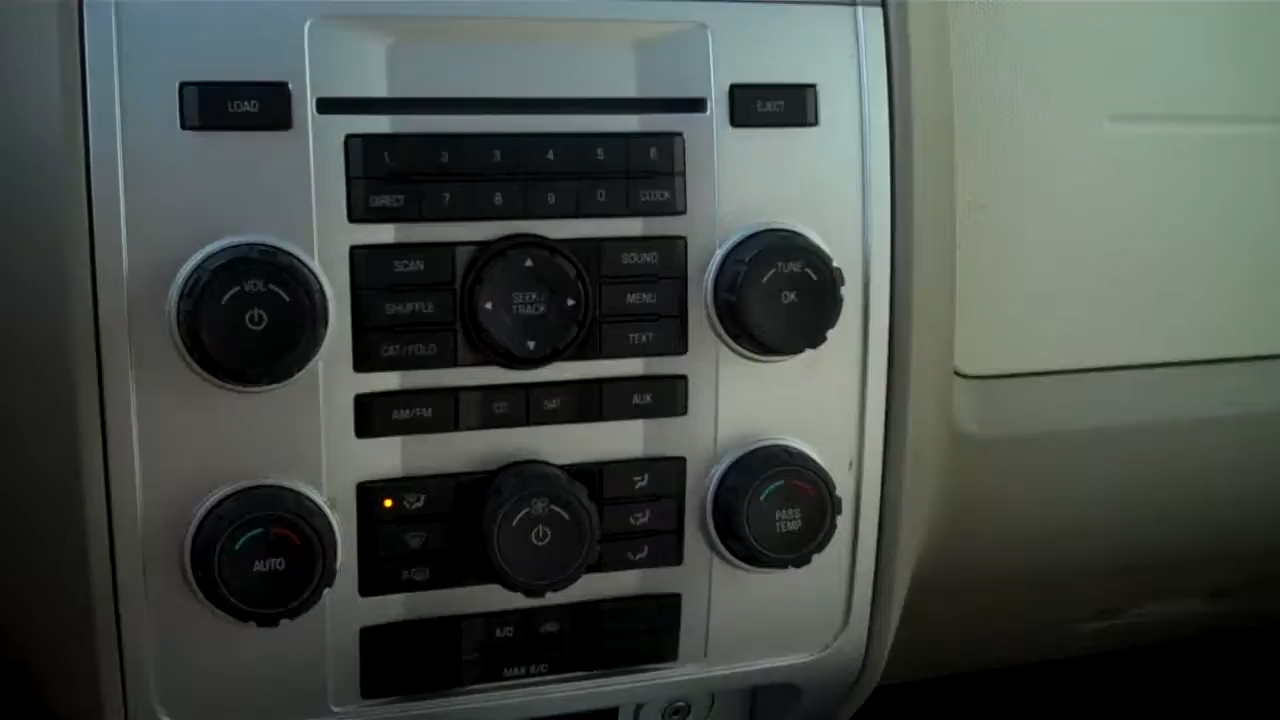 LOAD
EJECT
1 2 3 4 5 6
DIRECT 7 8 9 0 CLOCK
SCAN
SOUND
VOL
TUNE
OK
SEEK/
TRACK
SHUFFLE
MENU
CAT/FOLD
TEXT
AM/FM CD SAT AUX
AUTO
PASS
TEMP
R
A/C
MAX A/C